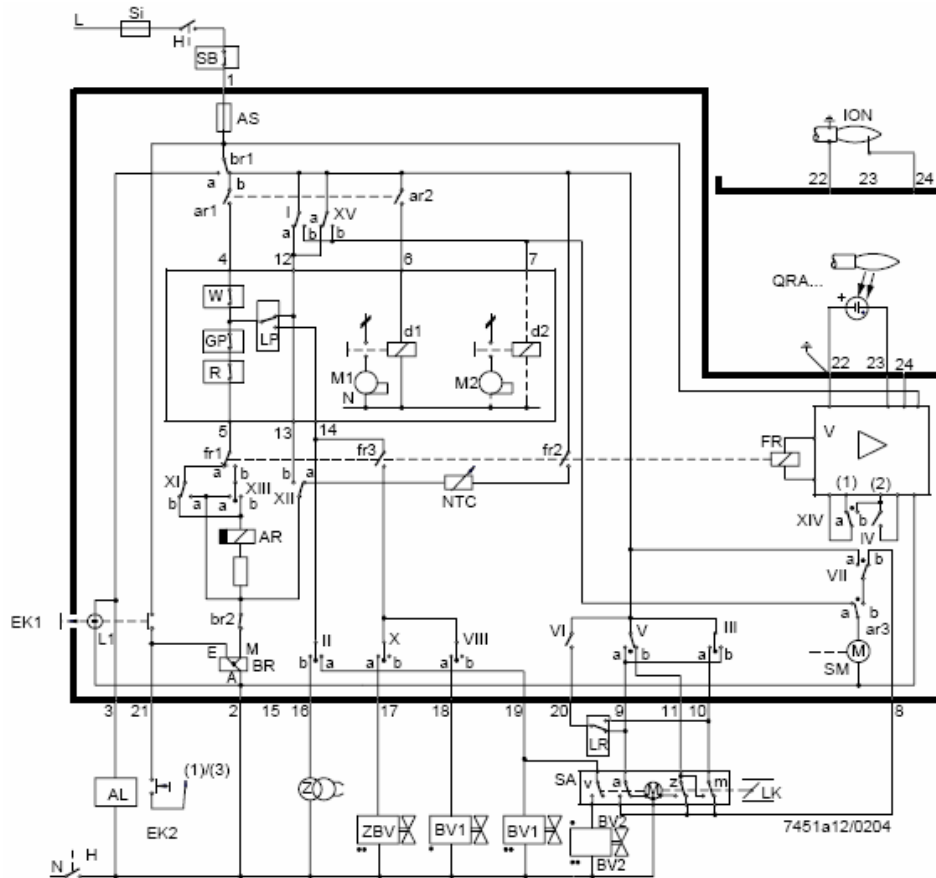 L Si
H
SB
1
AS
ION
br1
22 23 24
a b
ar1 ar2
I a XV
a b b
4 12 6 7
QRA...
+
W
LP
d1 d2
GP
R
M1 M2
N
22 23 24
V
5 13 14
FR
fr1 fr3 fr2
a b b a
XI XIII XII
b a a b
NTC
(1) (2)
XIV a b IV
AR
a b
VII
br2
a b
ar3
EK1 L1
E M
BR
A
II X VIII
b a a b a b
VI V III
a b a b
M
SM
3 21 2 15 16 17 18 19 20 9 11 10 8
LR
AL
(1)/(3)
EK2
Z
SA v a M z m LK
ZBV BV1 BV1 BV2
BV2
7451a12/0204
N H